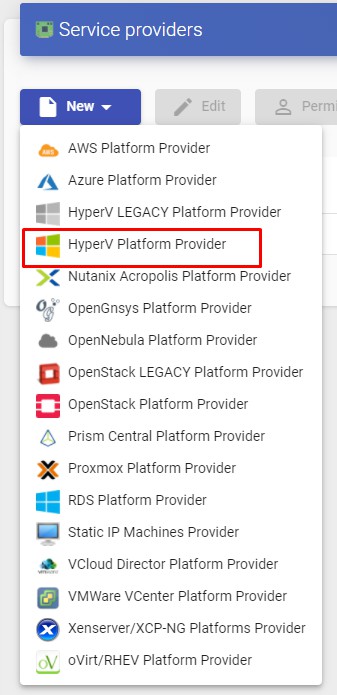 Service providers
New
Edit
Permi
AWS Platform Provider
Azure Platform Provider
HyperV LEGACY Platform Provider
HyperV Platform Provider
Nutanix Acropolis Platform Provider
OpenGnsys Platform Provider
OpenNebula Platform Provider
OpenStack LEGACY Platform Provider
OpenStack Platform Provider
Prism Central Platform Provider
Proxmox Platform Provider
RDS Platform Provider
Static IP Machines Provider
VCloud Director Platform Provider
VMWare VCenter Platform Provider
Xenserver/XCP-NG Platforms Provider
oVirt/RHEV Platform Provider